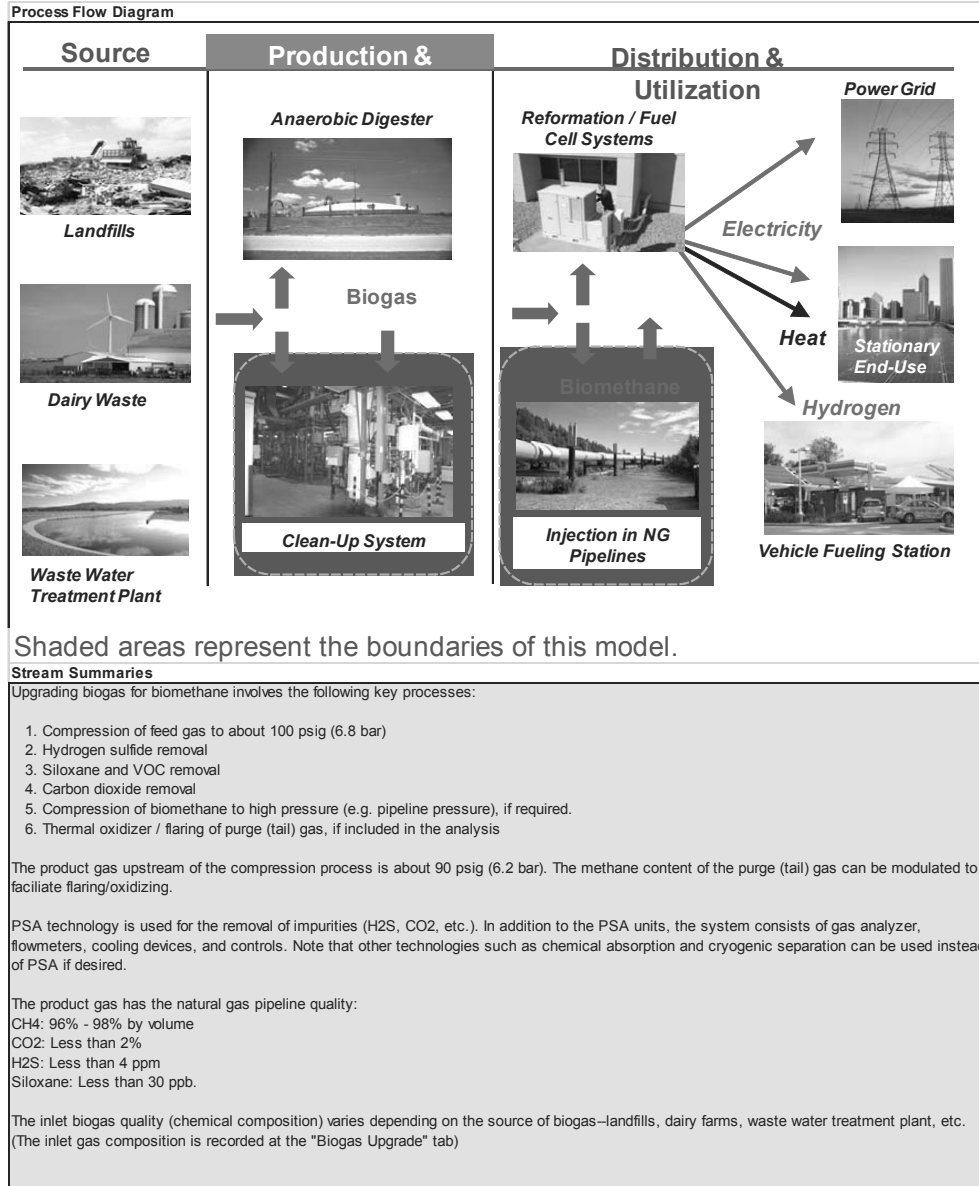 Process Flow Diagram
Source
Production &
Distribution &
Utilization
Landfills
Dairy Waste
Waste Water
Treatment Plant
Anaerobic Digester
Biogas
Clean-Up System
Reformation / Fuel
Cell Systems
Biomethane
Injection in NG
Pipelines
Power Grid
Electricity
Heat
Stationary
End-Use
Hydrogen
Vehicle Fueling Station
Shaded areas represent the boundaries of this model.
Stream Summaries
Upgrading biogas for biomethane involves the following key processes:
1. Compression of feed gas to about 100 psig (6.8 bar)
2. Hydrogen sulfide removal
3. Siloxane and VOC removal
4. Carbon dioxide removal
5. Compression of biomethane to high pressure (e.g. pipeline pressure), if required.
6. Thermal oxidizer / flaring of purge (tail) gas, if included in the analysis
The product gas upstream of the compression process is about 90 psig (6.2 bar). The methane content of the purge (tail) gas can be modulated to
faciliate flaring/oxidizing.
PSA technology is used for the removal of impurities (H2S, CO2, etc.). In addition to the PSA units, the system consists of gas analyzer,
flowmeters, cooling devices, and controls. Note that other technologies such as chemical absorption and cryogenic separation can be used instead
of PSA if desired.
The product gas has the natural gas pipeline quality:
CH4: 96% - 98% by volume
CO2: Less than 2%
H2S: Less than 4 ppm
Siloxane: Less than 30 ppb.
The inlet biogas quality (chemical composition) varies depending on the source of biogas--landfills, dairy farms, waste water treatment plant, etc.
(The inlet gas composition is recorded at the "Biogas Upgrade" tab)